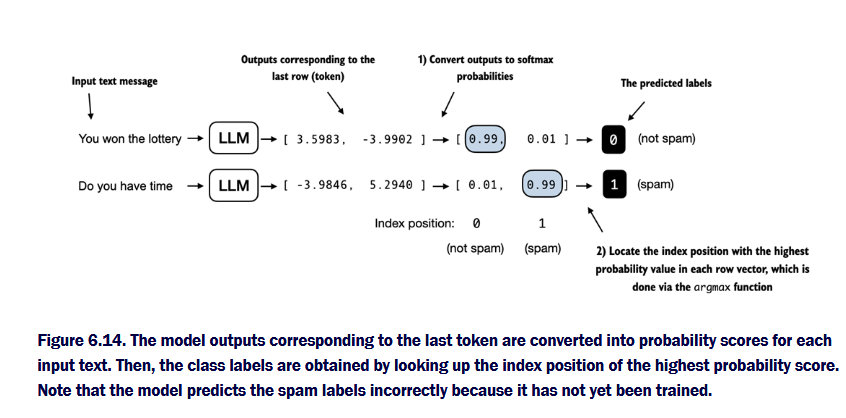 Outputs corresponding to the
last row (token)
1) Convert outputs to softmax
probabilities
Input text message
The predicted labels
You won the lottery LLM [ 3.5983, -3.9902 ] [ 0.99, 0.01 ] 0 (not spam)
Do you have time LLM [ -3.9846, 5.2940 ] [ 0.01, 0.99 ] 1 (spam)
Index position: 0 1
(not spam) (spam)
2) Locate the index position with the highest
probability value in each row vector, which is
done via the argmax function
Figure 6.14. The model outputs corresponding to the last token are converted into probability scores for each
input text. Then, the class labels are obtained by looking up the index position of the highest probability score.
Note that the model predicts the spam labels incorrectly because it has not yet been trained.